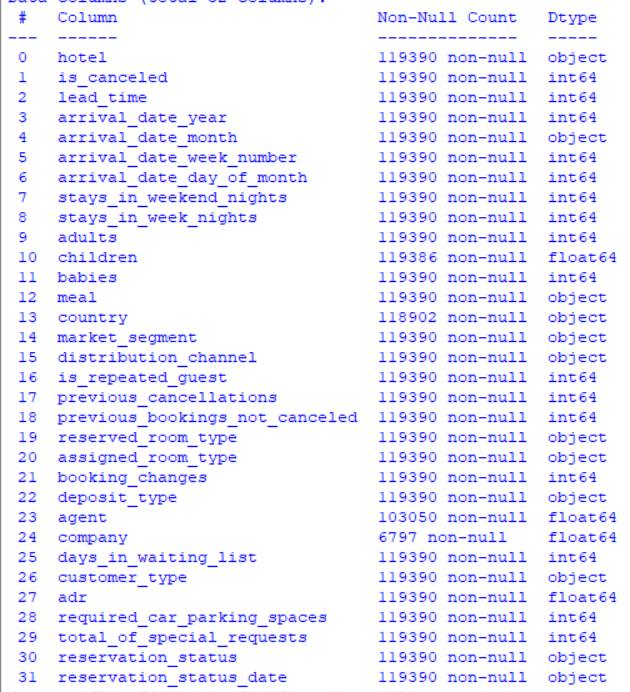 #   Column                          Non-Null Count   Dtype
---  ------                          --------------   -----
0   hotel                           119390 non-null  object
1   is_canceled                     119390 non-null  int64
2   lead_time                       119390 non-null  int64
3   arrival_date_year               119390 non-null  int64
4   arrival_date_month              119390 non-null  object
5   arrival_date_week_number        119390 non-null  int64
6   arrival_date_day_of_month       119390 non-null  int64
7   stays_in_weekend_nights         119390 non-null  int64
8   stays_in_week_nights            119390 non-null  int64
9   adults                          119390 non-null  int64
10  children                        119386 non-null  float64
11  babies                          119390 non-null  int64
12  meal                            119390 non-null  object
13  country                         118902 non-null  object
14  market_segment                  119390 non-null  object
15  distribution_channel            119390 non-null  object
16  is_repeated_guest               119390 non-null  int64
17  previous_cancellations          119390 non-null  int64
18  previous_bookings_not_canceled  119390 non-null  int64
19  reserved_room_type              119390 non-null  object
20  assigned_room_type              119390 non-null  object
21  booking_changes                 119390 non-null  int64
22  deposit_type                    119390 non-null  object
23  agent                           103050 non-null  float64
24  company                         6797 non-null    float64
25  days_in_waiting_list            119390 non-null  int64
26  customer_type                   119390 non-null  object
27  adr                             119390 non-null  float64
28  required_car_parking_spaces     119390 non-null  int64
29  total_of_special_requests       119390 non-null  int64
30  reservation_status              119390 non-null  object
31  reservation_status_date         119390 non-null  object